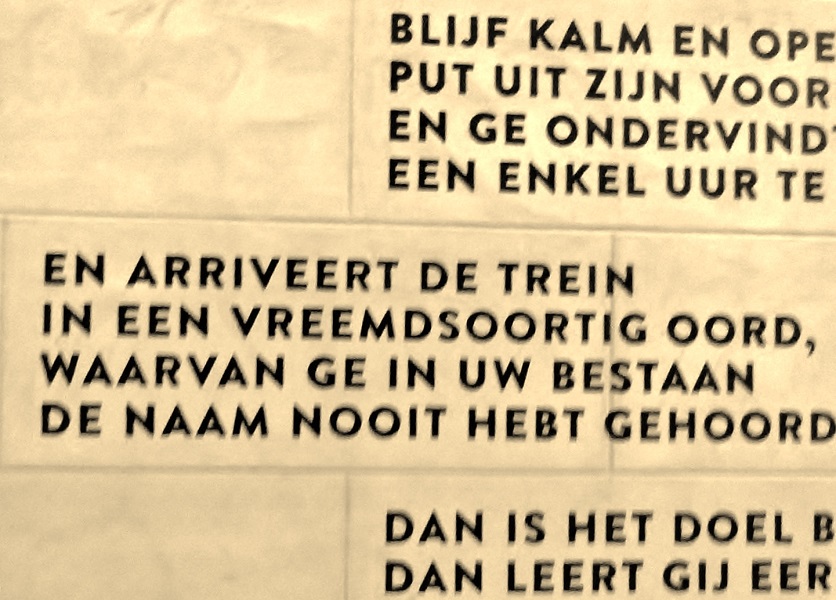 BLIJF KALM EN OPE
PUT UIT ZIJN VOOR
EN GE ONDERVIND
EEN ENKEL UUR TE
EN ARRIVEERT DE TREIN
IN EEN VREEMDSOORTIG OORD,
WAARVAN GE IN UW BESTAAN
DE NAAM NOOIT HEBT GEHOORD
DAN IS HET DOEL B
DAN LEERT GIJ EER